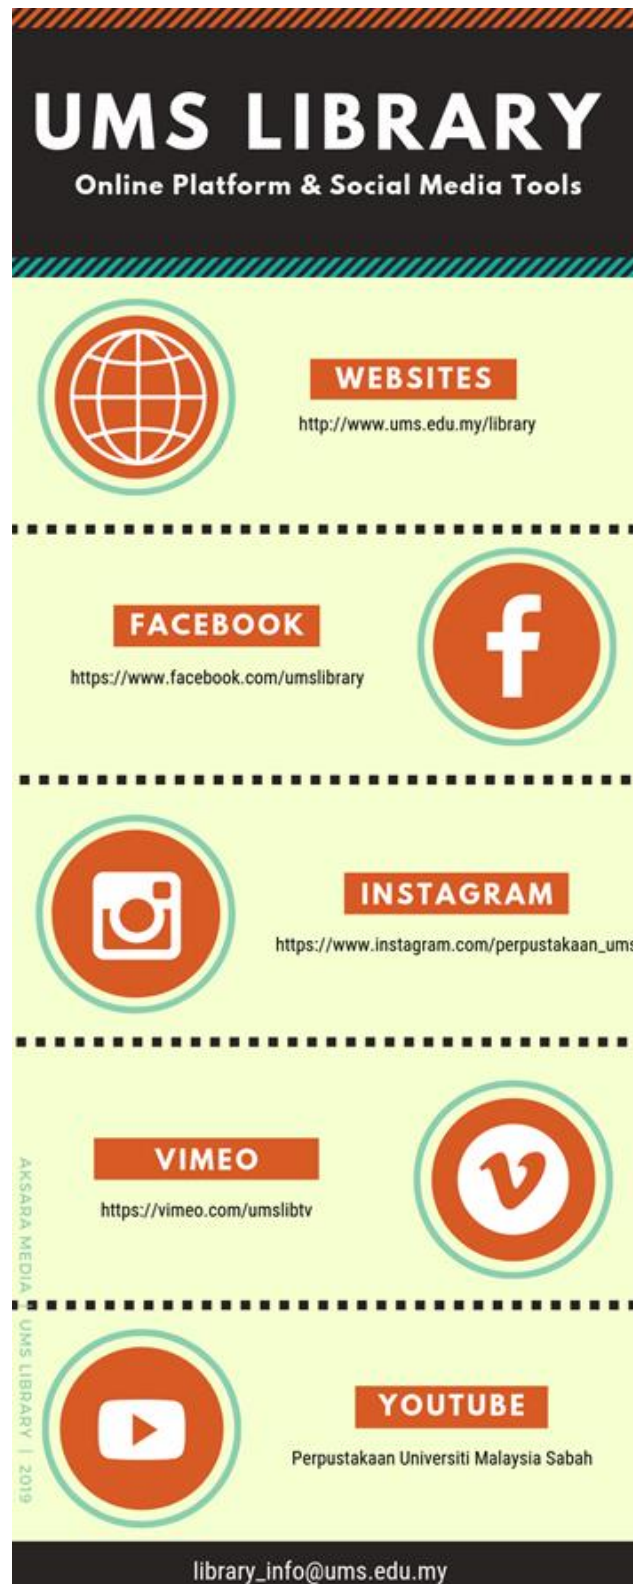 UMS LIBRARY
Online Platform & Social Media Tools
WEBSITES
http://www.ums.edu.my/library
FACEBOOK
https://www.facebook.com/umslibrary
INSTAGRAM
https://www.instagram.com/perpustakaan_ums
VIMEO
https://vimeo.com/umslibtv
YOUTUBE
Perpustakaan Universiti Malaysia Sabah
AKSARA MEDIA | UMS LIBRARY | 2019
library_info@ums.edu.my